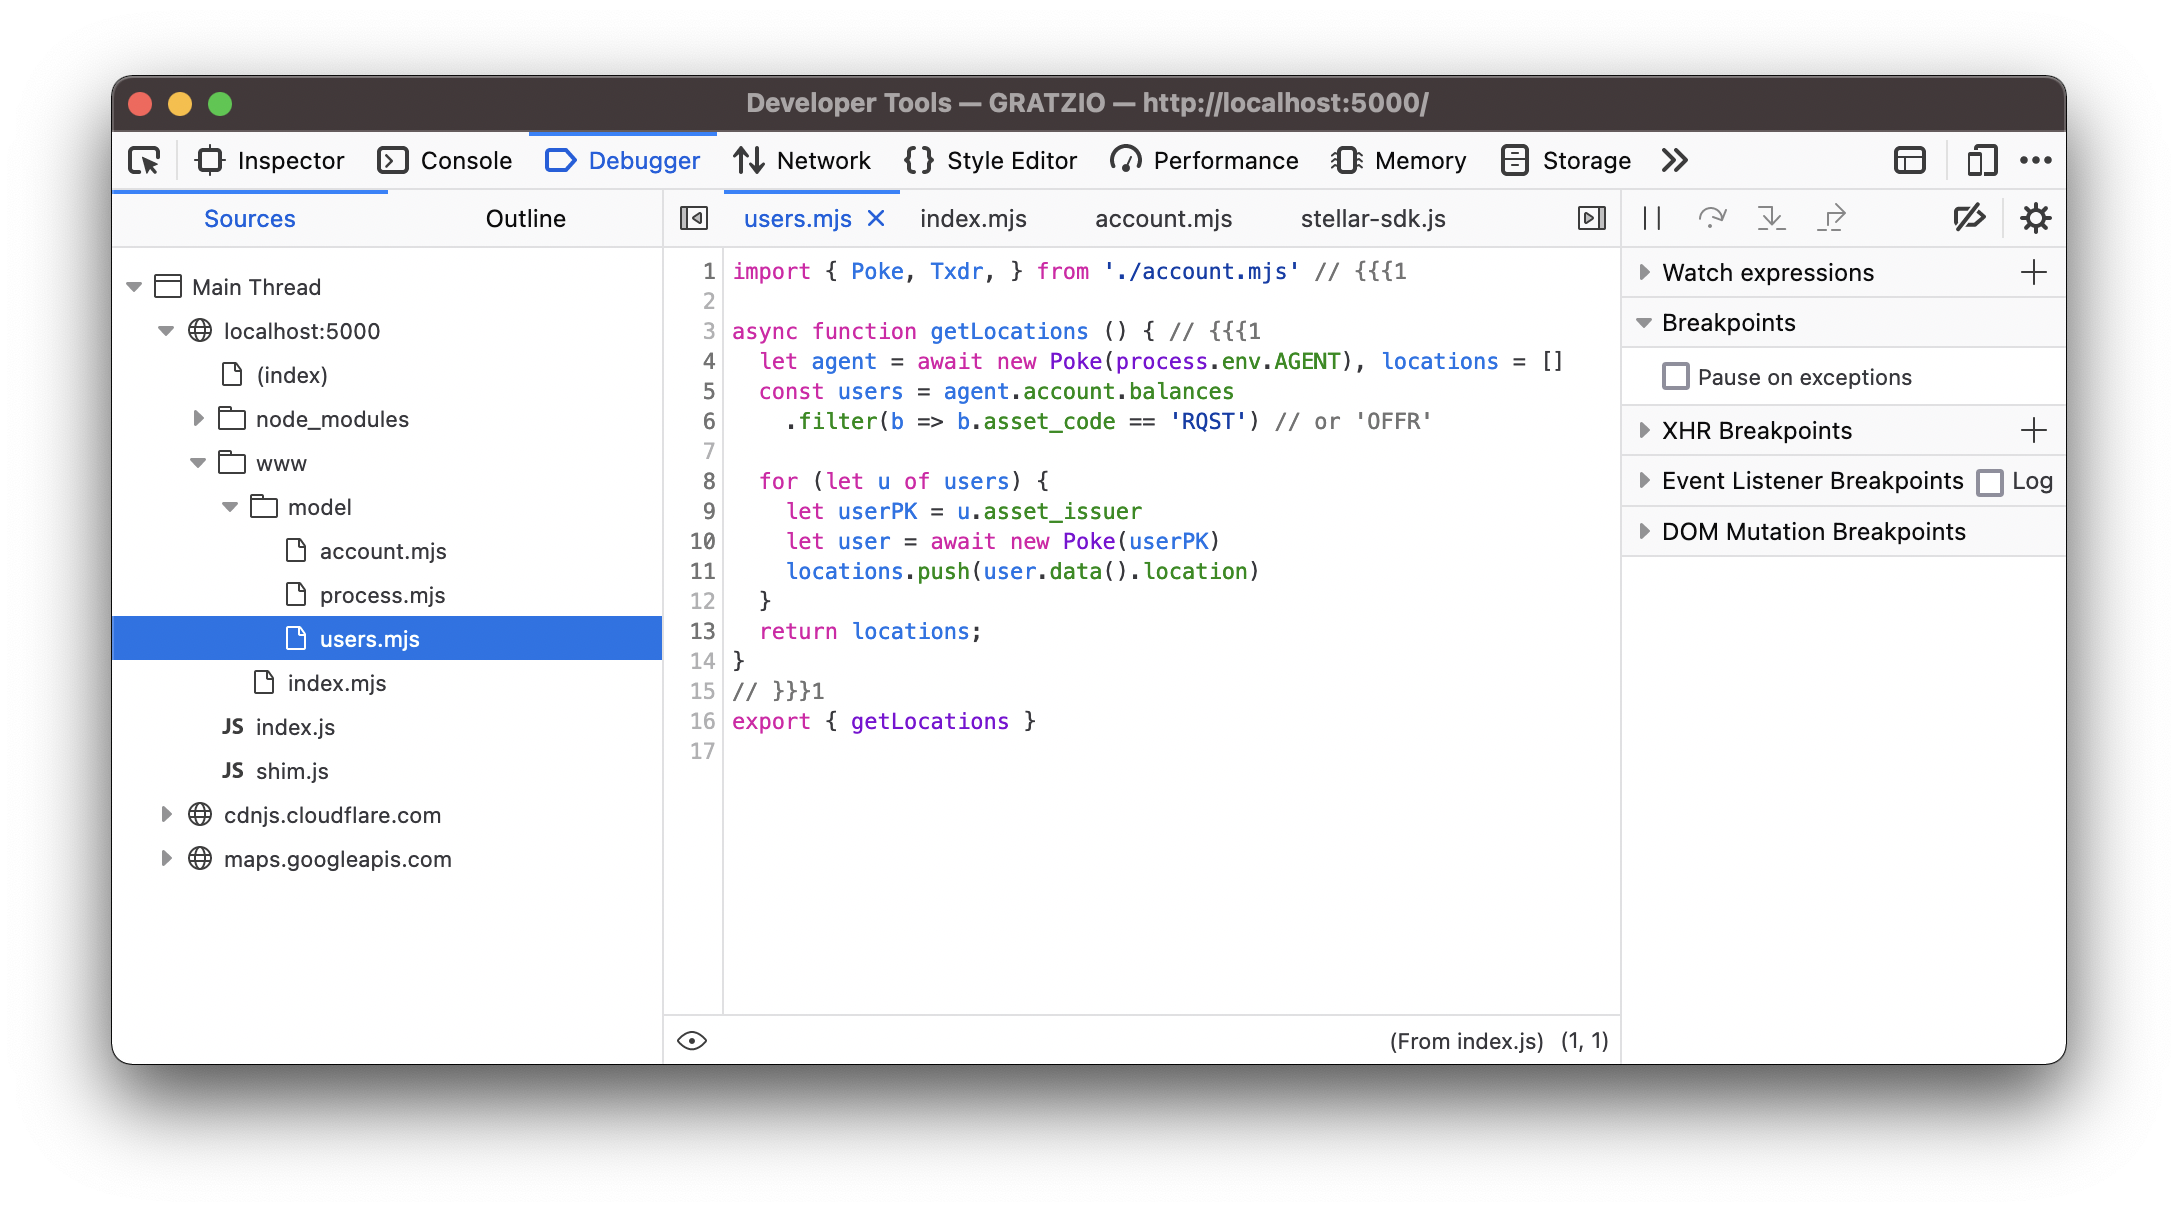 Developer Tools — GRATZIO — http://localhost:5000/
Inspector Console Debugger Network Style Editor Performance Memory Storage
Sources Outline
Main Thread
localhost:5000
(index)
node_modules
www
model
account.mjs
process.mjs
users.mjs
index.mjs
JS index.js
JS shim.js
cdnjs.cloudflare.com
maps.googleapis.com
users.mjs index.mjs account.mjs stellar-sdk.js
1 import { Poke, Txdr, } from './account.mjs' // {{{1
2
3 async function getLocations () { // {{{1
4   let agent = await new Poke(process.env.AGENT), locations = []
5   const users = agent.account.balances
6     .filter(b => b.asset_code == 'RQST') // or 'OFFR'
7
8   for (let u of users) {
9     let userPK = u.asset_issuer
10     let user = await new Poke(userPK)
11     locations.push(user.data().location)
12   }
13   return locations;
14 }
15 // }}}1
16 export { getLocations }
17
(From index.js) (1, 1)
Watch expressions
Breakpoints
Pause on exceptions
XHR Breakpoints
Event Listener Breakpoints Log
DOM Mutation Breakpoints